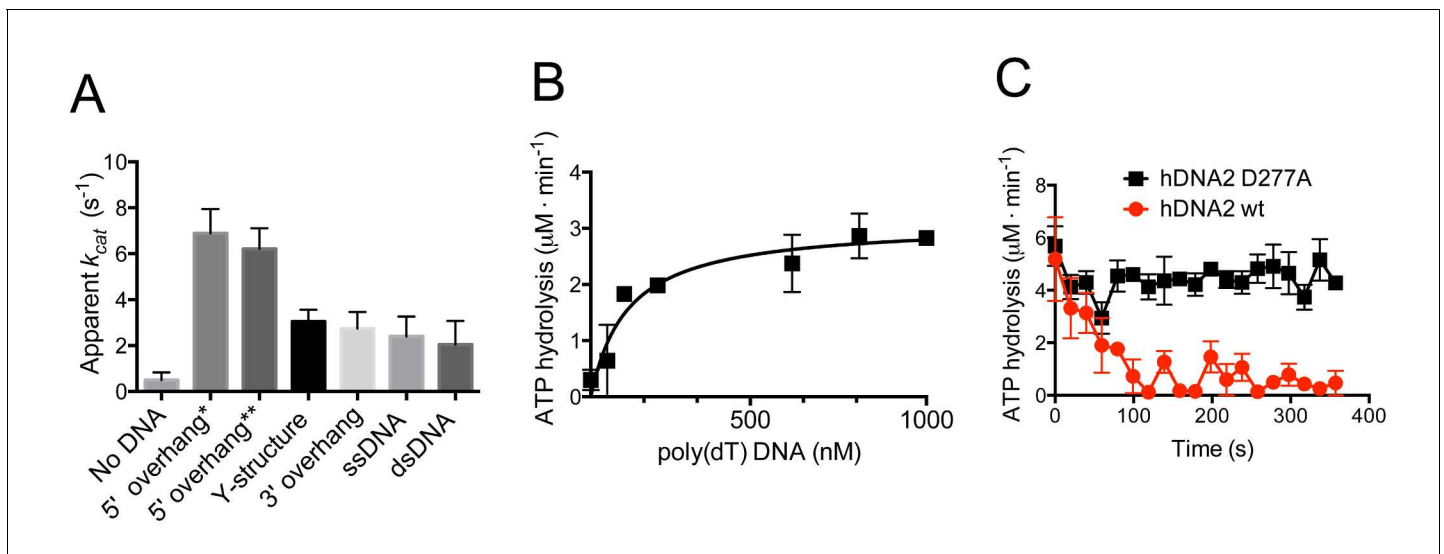 A
Apparent kcat (s-1)
10
8
6
4
2
0
No DNA
5' overhang*
5' overhang**
Y-structure
3' overhang
ssDNA
dsDNA
B
ATP hydrolysis (μM · min-1)
4
3
2
1
0
500
1000
poly(dT) DNA (nM)
C
hDNA2 D277A
hDNA2 wt
ATP hydrolysis (μM · min-1)
8
6
4
2
0
0
100
200
300
400
Time (s)